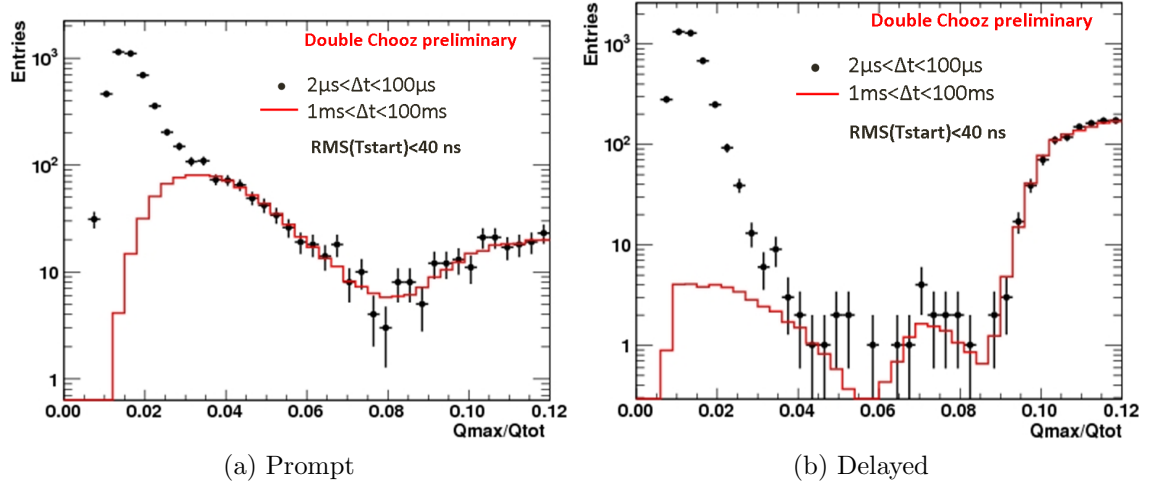 Double Chooz preliminary
Entries
2μs<Δt<100μs
1ms<Δt<100ms
RMS(Tstart)<40 ns
10³
10²
10
1
0.00 0.02 0.04 0.06 0.08 0.10 0.12
Qmax/Qtot
(a) Prompt
Double Chooz preliminary
Entries
2μs<Δt<100μs
1ms<Δt<100ms
RMS(Tstart)<40 ns
10³
10²
10
1
0.00 0.02 0.04 0.06 0.08 0.10 0.12
Qmax/Qtot
(b) Delayed